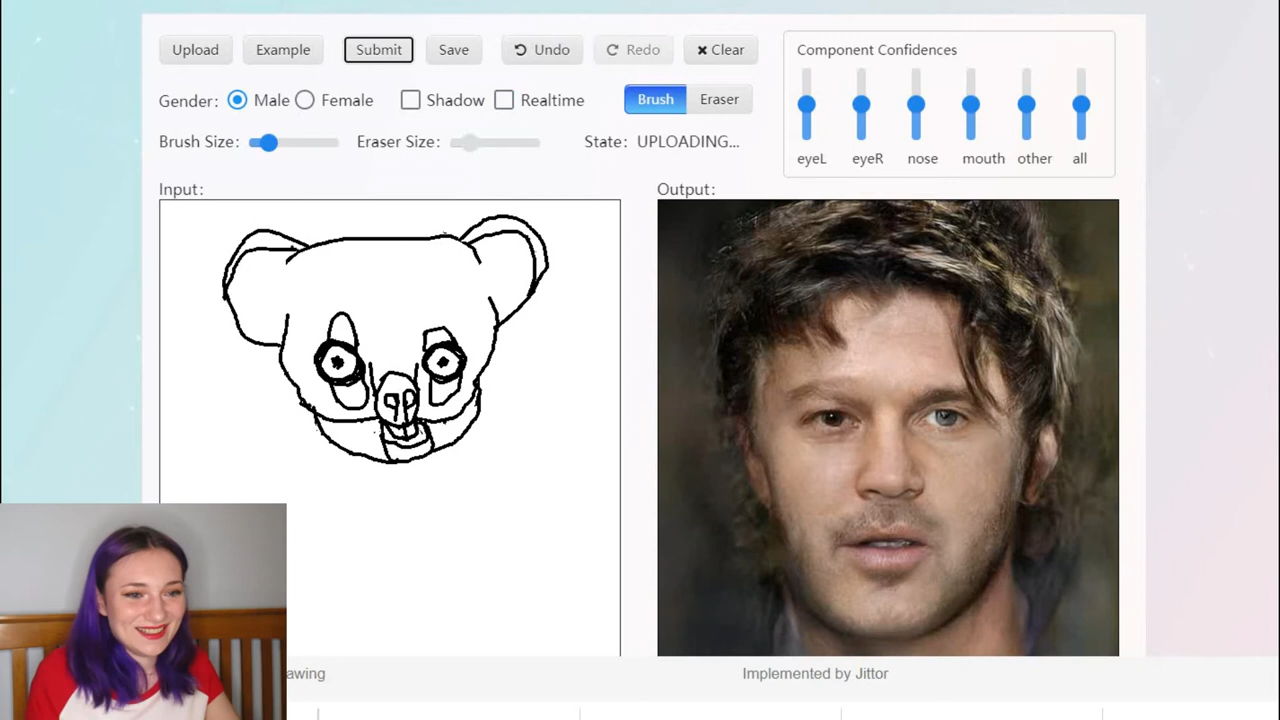 Upload Example Submit Save Undo Redo Clear
Component Confidences
Gender: Male Female Shadow Realtime Brush Eraser
Brush Size: Eraser Size: State: UPLOADING...
eyeL eyeR nose mouth other all
Input: Output:
awing Implemented by Jittor